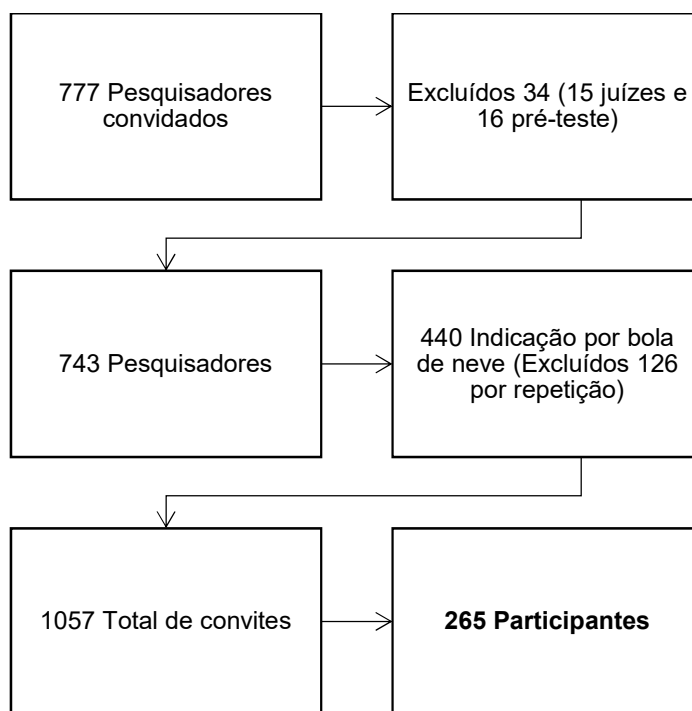 777 Pesquisadores
convidados
Excluídos 34 (15 juízes e
16 pré-teste)
743 Pesquisadores
440 Indicação por bola
de neve (Excluídos 126
por repetição)
1057 Total de convites
265 Participantes